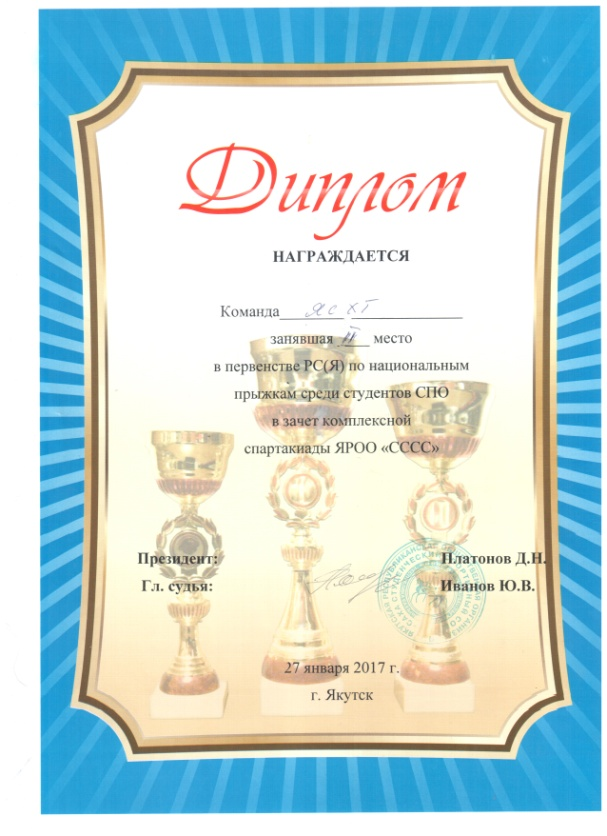 Диплом
НАГРАЖДАЕТСЯ
Команда ЯСХТ
занявшая II место
в первенстве РС(Я) по национальным
прыжкам среди студентов СПО
в зачет комплексной
спартакиады ЯРОО «СССС»
Президент: Платонов Д.Н.
Гл. судья: Иванов Ю.В.
27 января 2017 г.
г. Якутск